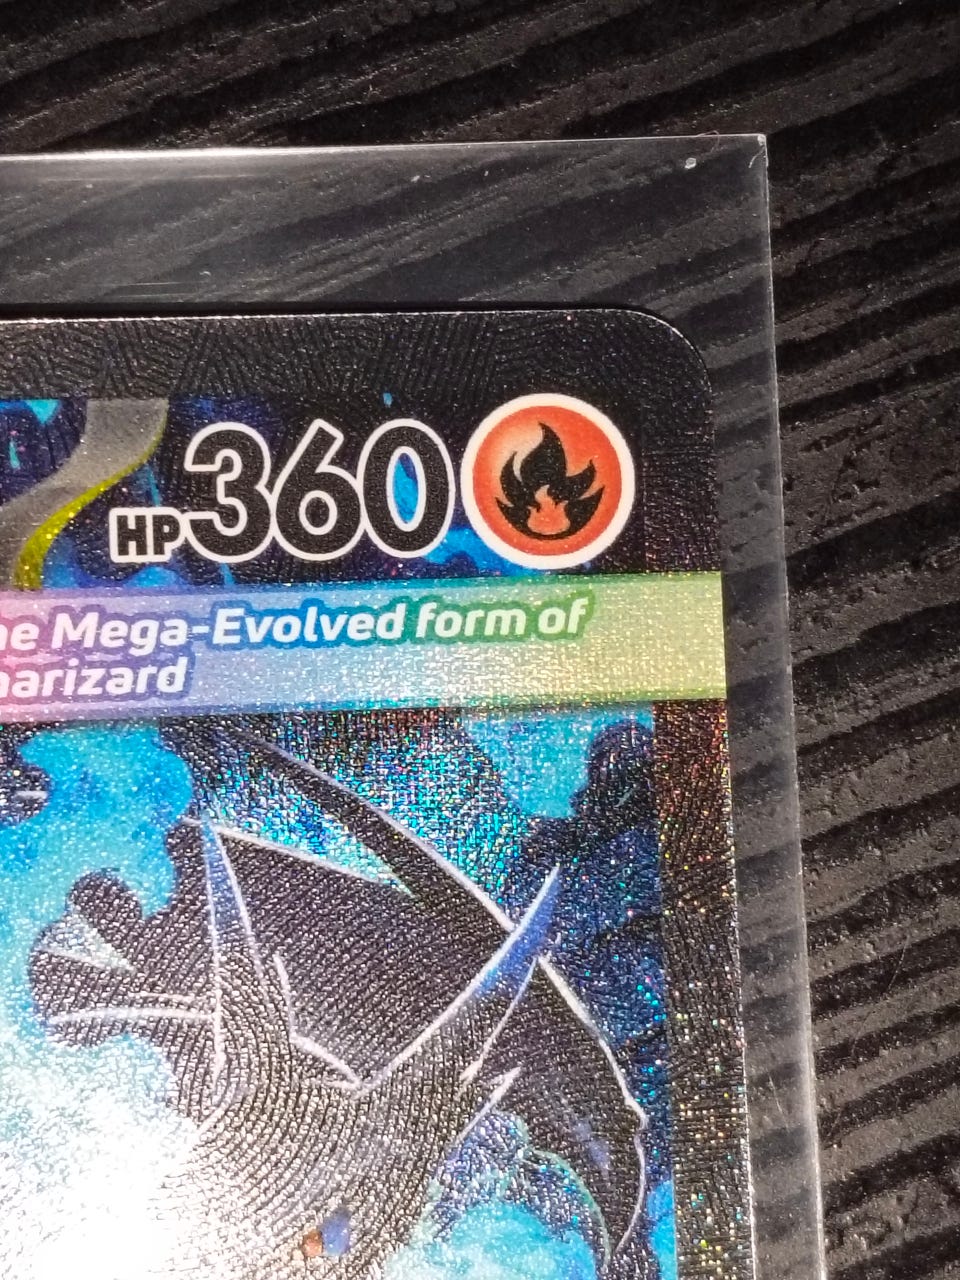 HP360
he Mega-Evolved form of
harizard